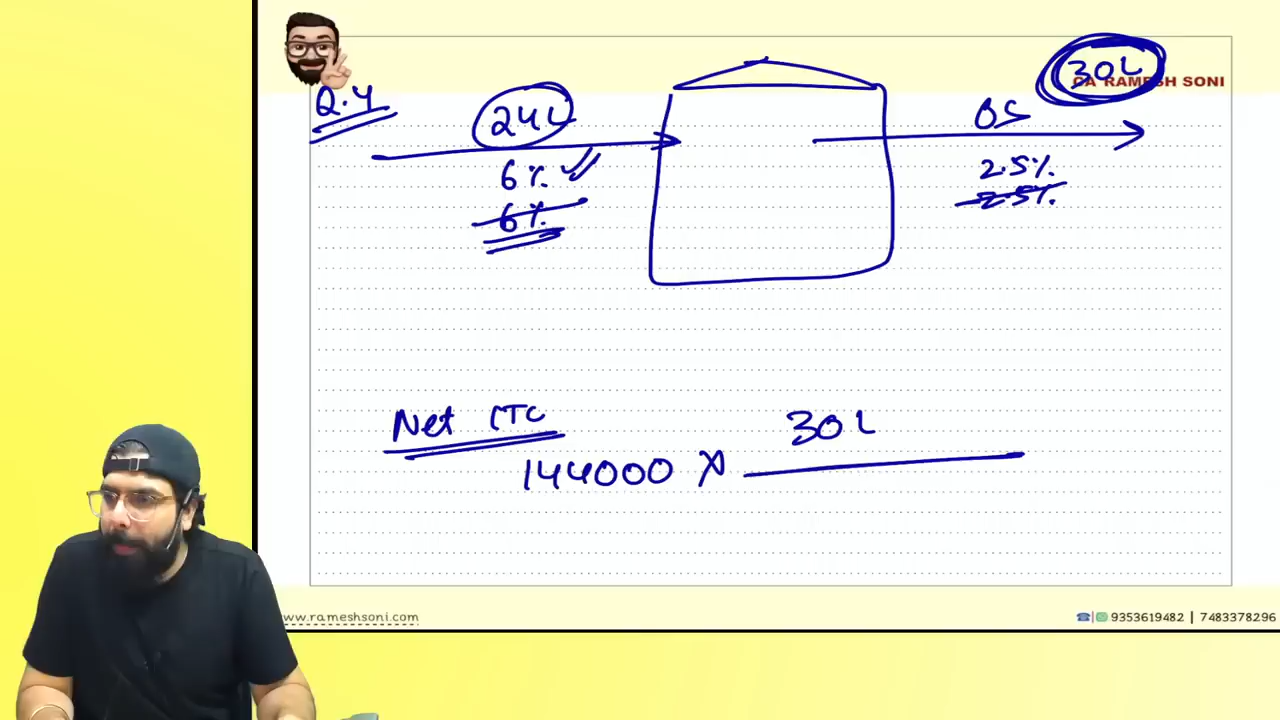 30L
CA RAMESH SONI
Q.4
24L
OS
6%
2.5%
6%
2.5%
Net ITC
30L
144000 X
www.rameshsoni.com
9353619482 | 7483378296